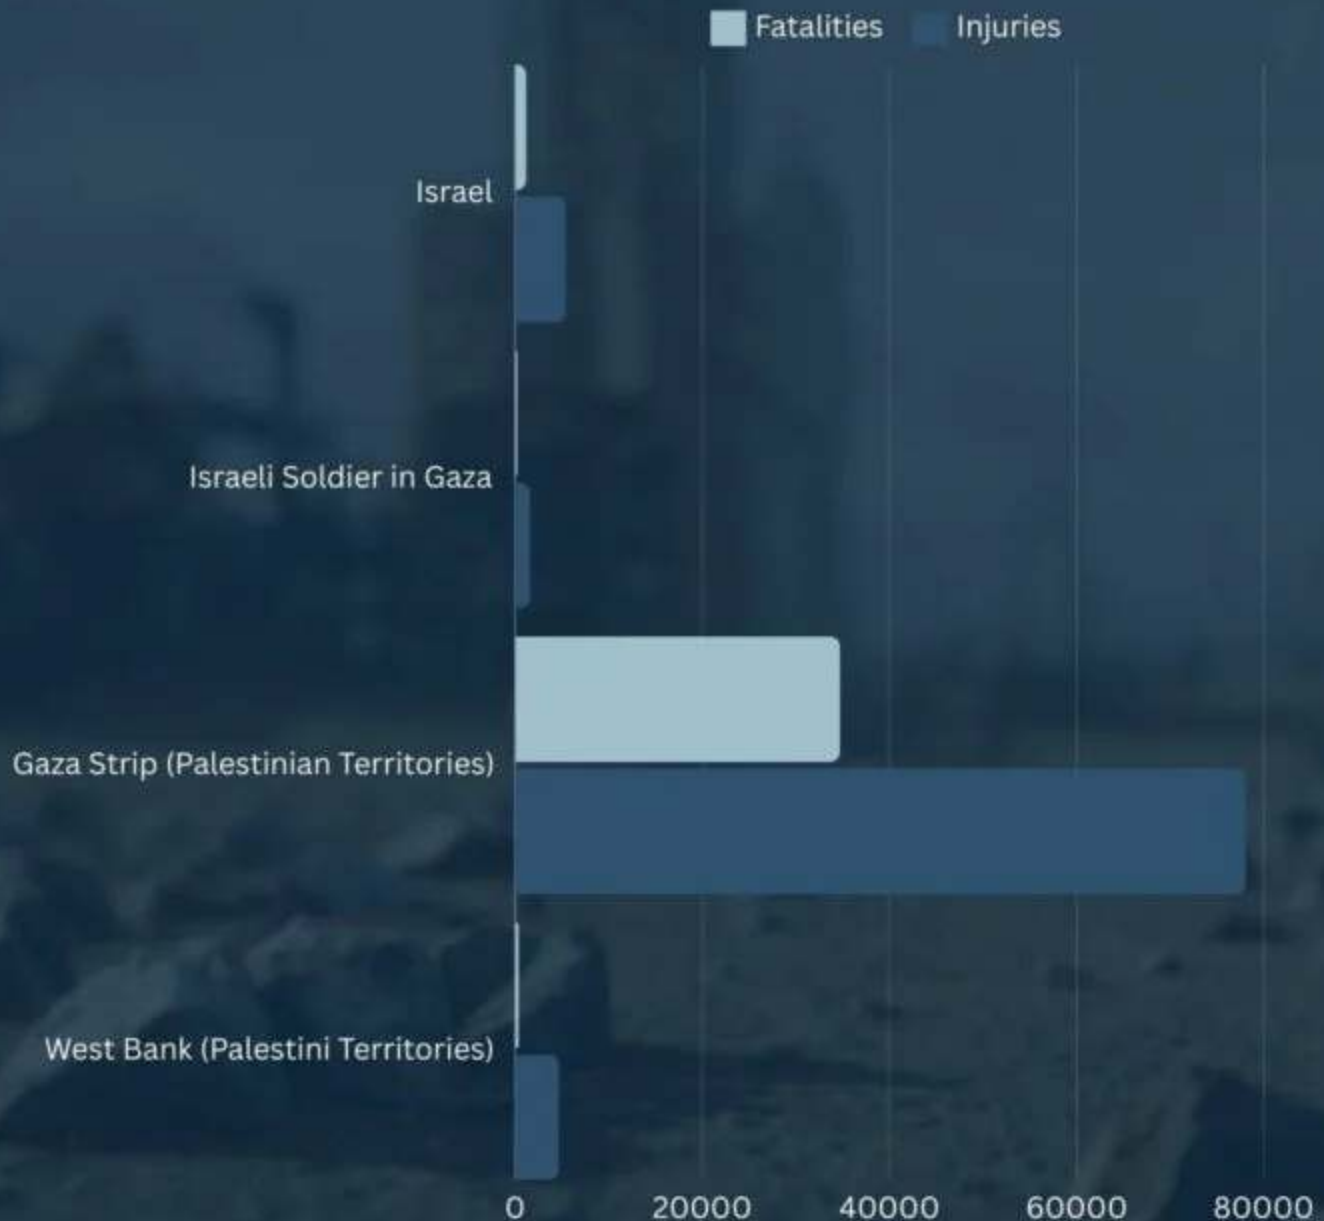 Fatalities Injuries
Israel
Israeli Soldier in Gaza
Gaza Strip (Palestinian Territories)
West Bank (Palestini Territories)
0 20000 40000 60000 80000